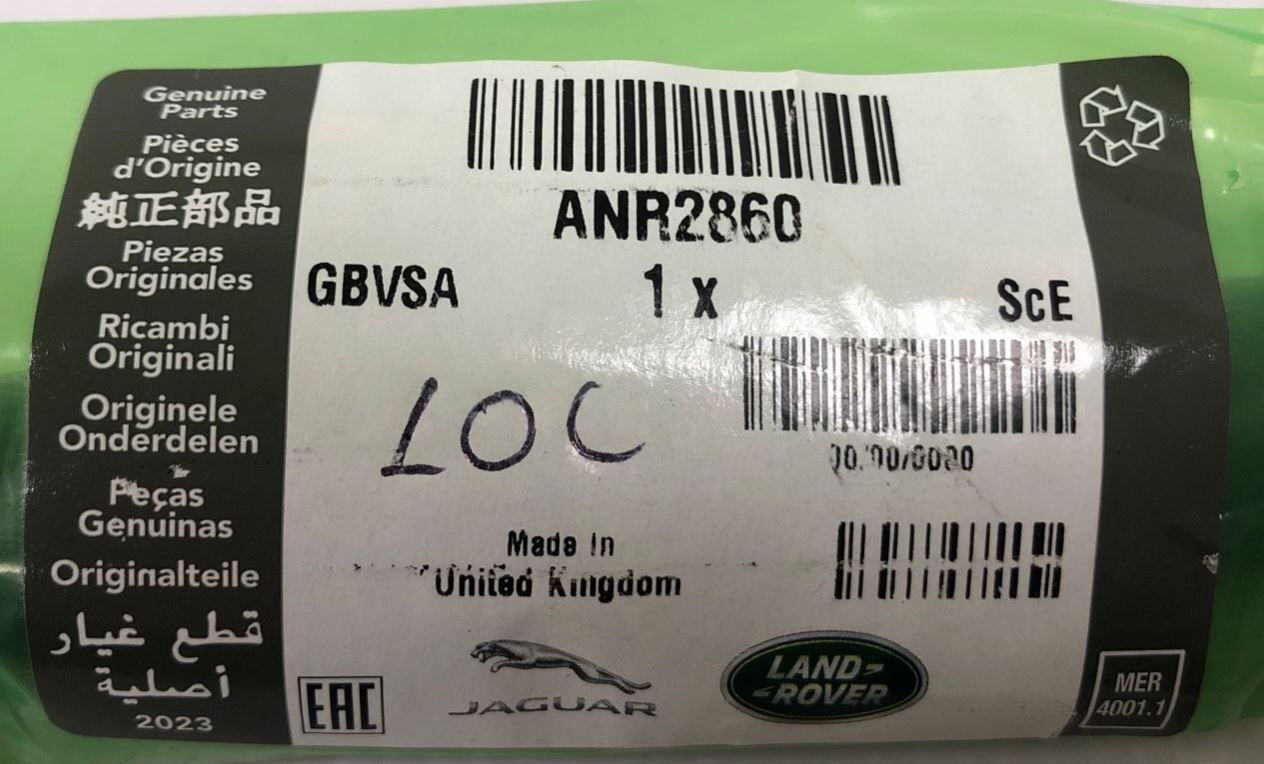 Genuine
Parts
Pièces
d'Origine
純正部品
Piezas
Originales
Ricambi
Originali
Originele
Onderdelen
Peças
Genuinas
Originalteile
قطع غيار
أصلية
2023
ANR2860
GBVSA 1 x ScE
LOC
Made In
United Kingdom
EAC
JAGUAR
LAND-
-ROVER
MER
4001.1